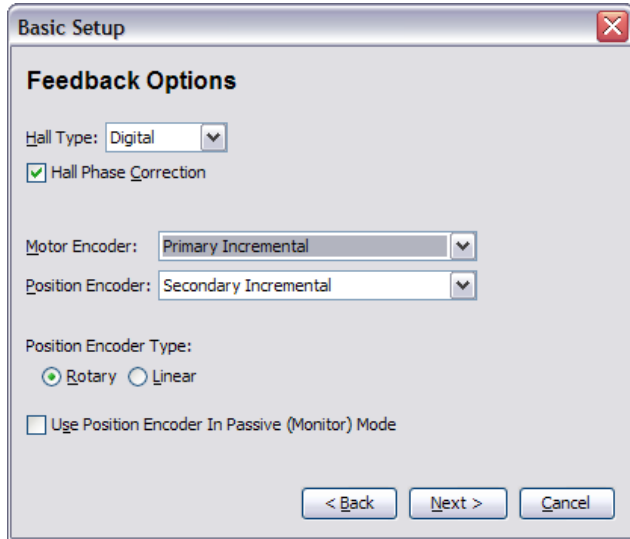 Basic Setup
Feedback Options
Hall Type: Digital
Hall Phase Correction
Motor Encoder: Primary Incremental
Position Encoder: Secondary Incremental
Position Encoder Type:
Rotary Linear
Use Position Encoder In Passive (Monitor) Mode
< Back Next > Cancel